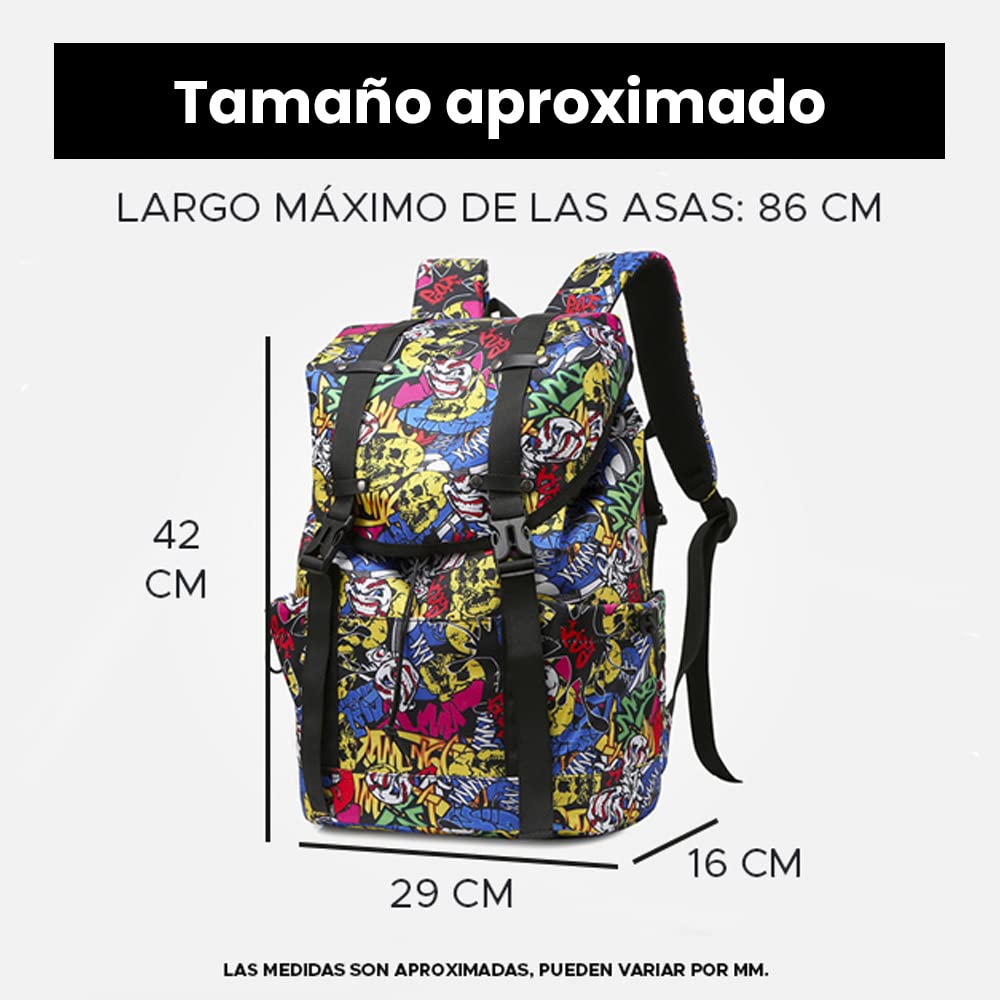 Tamaño aproximado
LARGO MÁXIMO DE LAS ASAS: 86 CM
42
CM
16 CM
29 CM
LAS MEDIDAS SON APROXIMADAS, PUEDEN VARIAR POR MM.